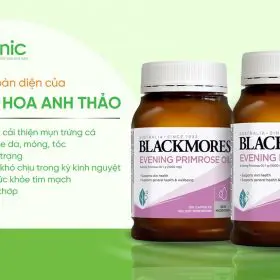 nic
oàn diện của
HOA ANH THẢO
cải thiện mụn trứng cá
e da, móng, tóc
trạng
khó chịu trong kỳ kinh nguyệt
ức khỏe tim mạch
khớp
AUSTRALIA • SINCE 1932
BLACKMORES
EVENING PRIMROSE OIL
• Supports skin health
• Supports general health & wellbeing
BLACKMORES
EVENING